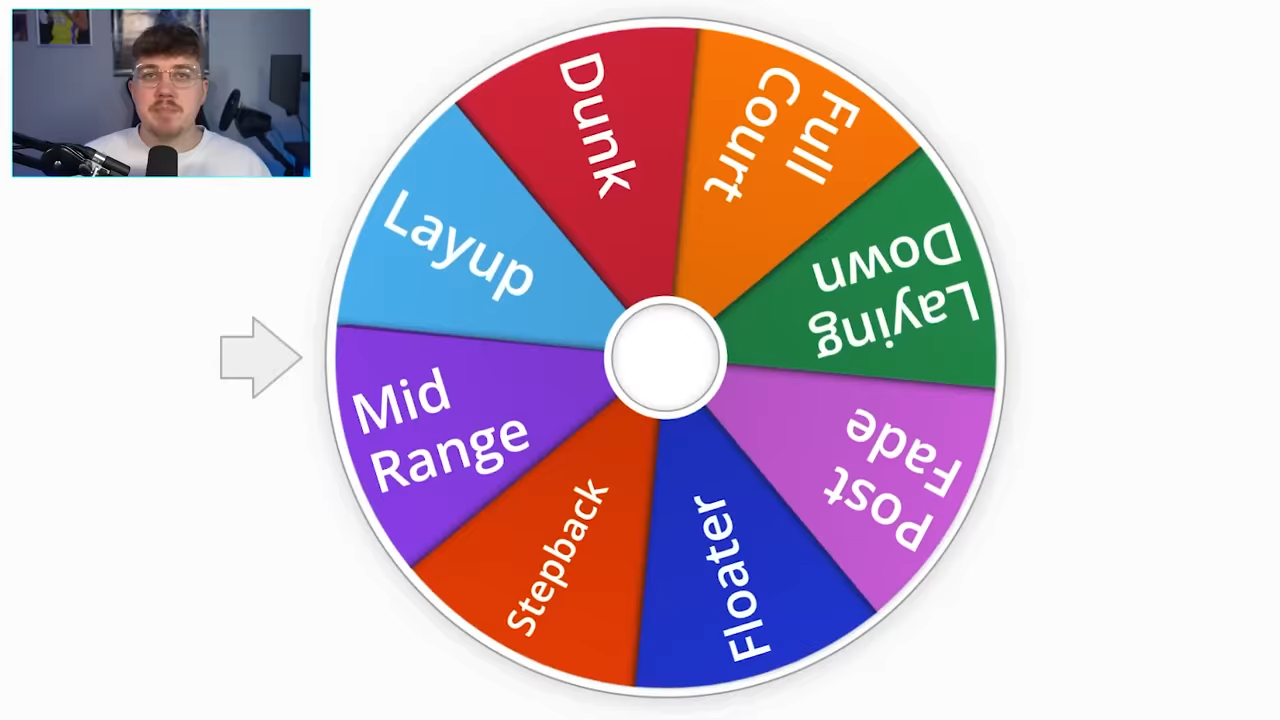 Dunk
Full
Court
Laying
Down
Post
Fade
Floater
Stepback
Mid
Range
Layup